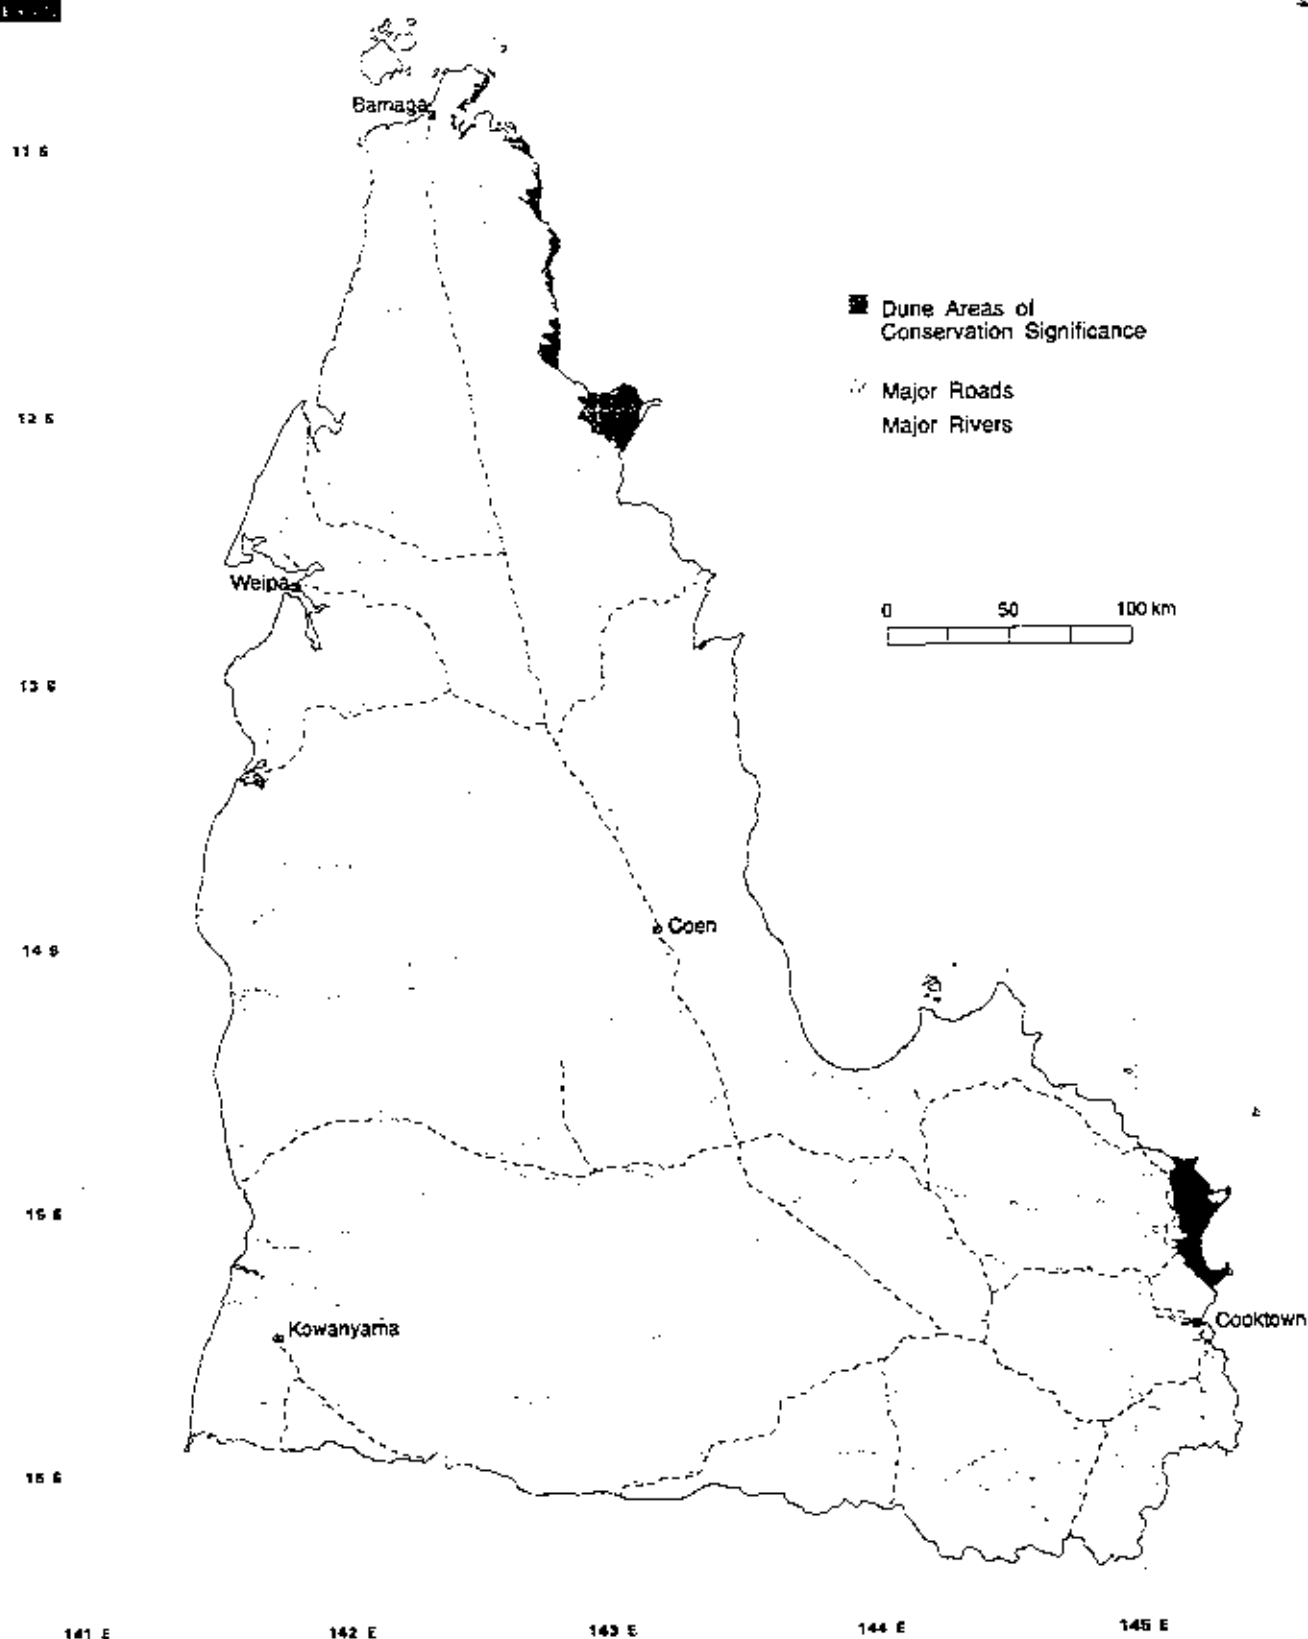 Bamaga
11 S
Dune Areas of
Conservation Significance
Major Roads
12 S
Major Rivers
Weipa
0 50 100 km
13 S
Coen
14 S
15 S
Cooktown
Kowanyama
16 S
141 E 142 E 143 E 144 E 145 E